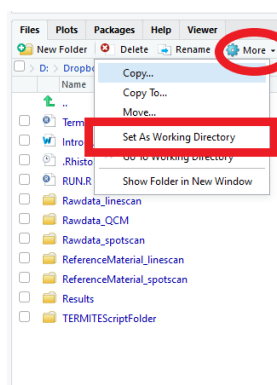 Files Plots Packages Help Viewer
New Folder Delete Rename More
D: Dropbo
Name
Copy...
Copy To...
..
Move...
Term
Set As Working Directory
Intro
Go To Working Directory
.Rhisto
RUN.R
Show Folder in New Window
Rawdata_linescan
Rawdata_QCM
Rawdata_spotscan
ReferenceMaterial_linescan
ReferenceMaterial_spotscan
Results
TERMITEScriptFolder